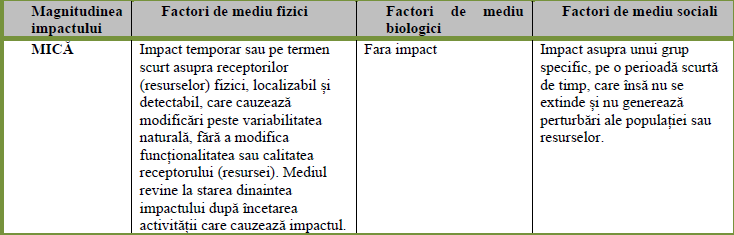 Magnitudinea impactului
Factori de mediu fizici
Factori de mediu biologici
Factori de mediu sociali
MICĂ
Impact temporar sau pe termen
scurt asupra receptorilor
(resurselor) fizici, localizabil și
detectabil, care cauzează
modificări peste variabilitatea
naturală, fără a modifica
funcționalitatea sau calitatea
receptorului (resursei). Mediul
revine la starea dinaintea
impactului după încetarea
activității care cauzează impactul.
Fara impact
Impact asupra unui grup
specific, pe o perioadă scurtă
de timp, care însă nu se
extinde și nu generează
perturbări ale populației sau
resurselor.